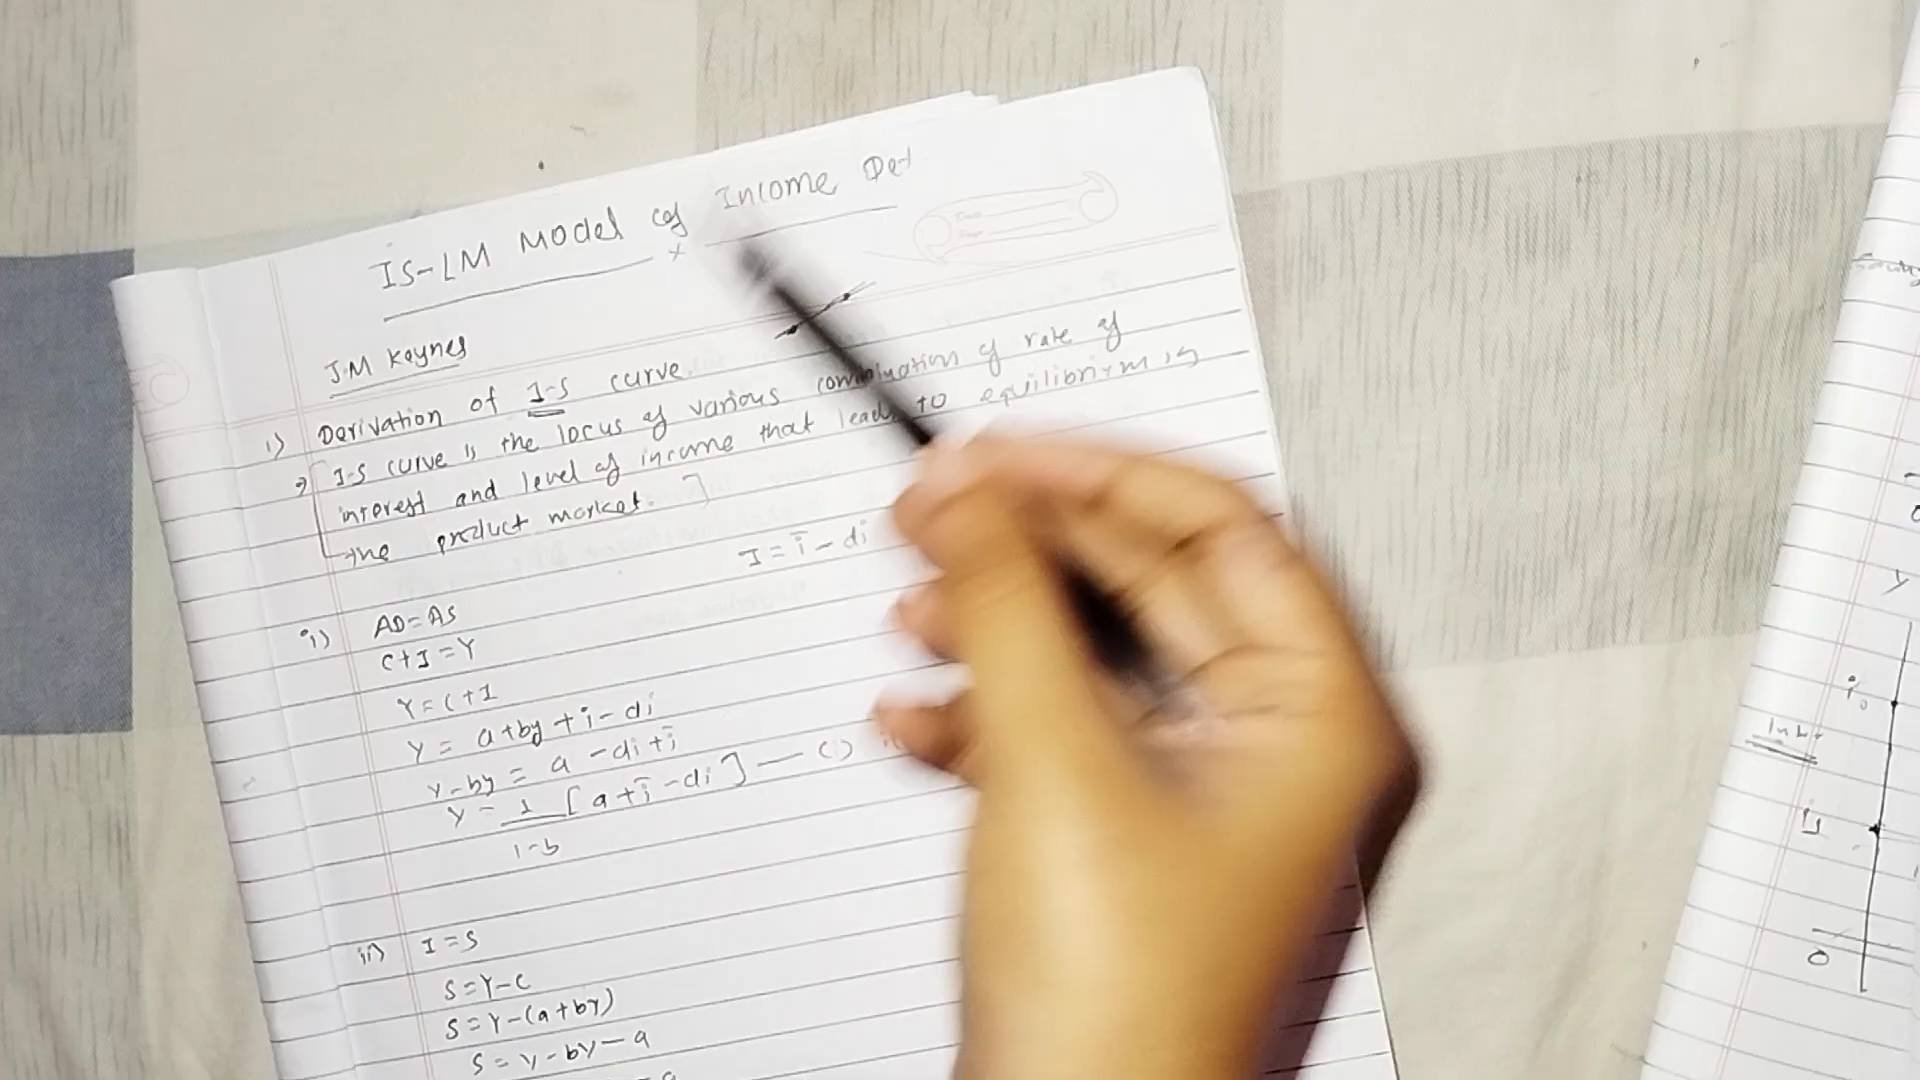 IS-LM Model of Income Det
J.M Keynes
1) Derivation of I-S curve.
→ I-S curve is the locus of various combination of rate of
interest and level of income that leads to equilibrium in
the product market. ]
I = ī - di
i) AD=AS
C+I=Y
Y=C+I
Y = a+by+i-di
Y-by = a-di+i
Y = 1 [a+ī-di] — (i)
1-b
ii) I=S
S=Y-C
S=Y-(a+bY)
S=Y-bY-a
Y
i₀
O